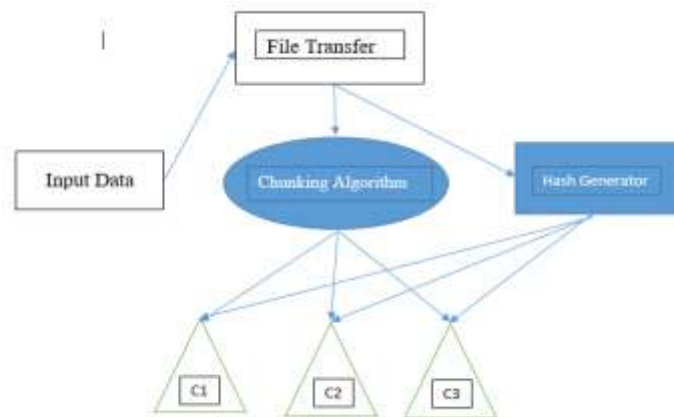 File Transfer
Input Data
Chunking Algorithm
Hash Generator
C1
C2
C3